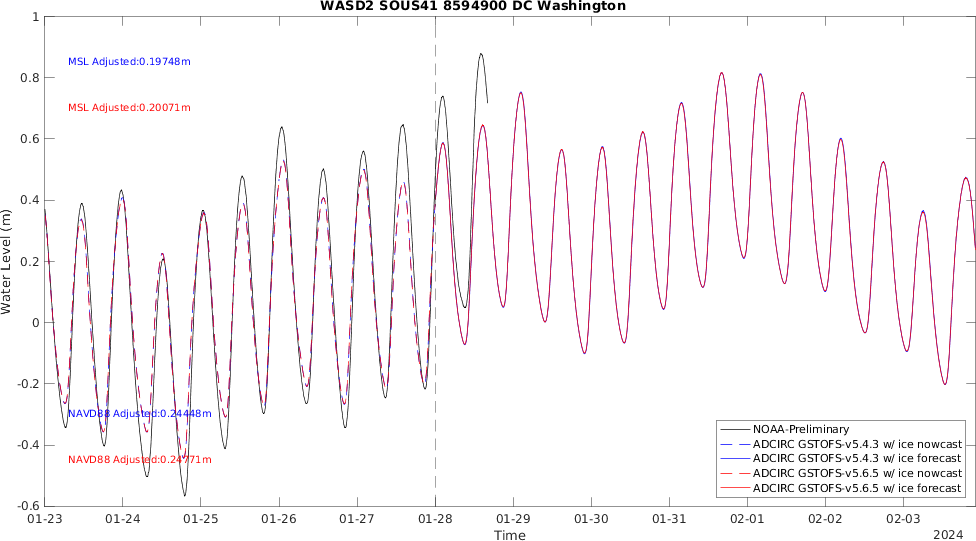 WASD2 SOUS41 8594900 DC Washington
1
0.8
0.6
0.4
0.2
0
-0.2
-0.4
-0.6
Water Level (m)
MSL Adjusted:0.19748m
MSL Adjusted:0.20071m
NAVD88 Adjusted:0.24448m
NAVD88 Adjusted:0.24771m
NOAA-Preliminary
ADCIRC GSTOFS-v5.4.3 w/ ice nowcast
ADCIRC GSTOFS-v5.4.3 w/ ice forecast
ADCIRC GSTOFS-v5.6.5 w/ ice nowcast
ADCIRC GSTOFS-v5.6.5 w/ ice forecast
01-23 01-24 01-25 01-26 01-27 01-28 01-29 01-30 01-31 02-01 02-02 02-03
Time
2024